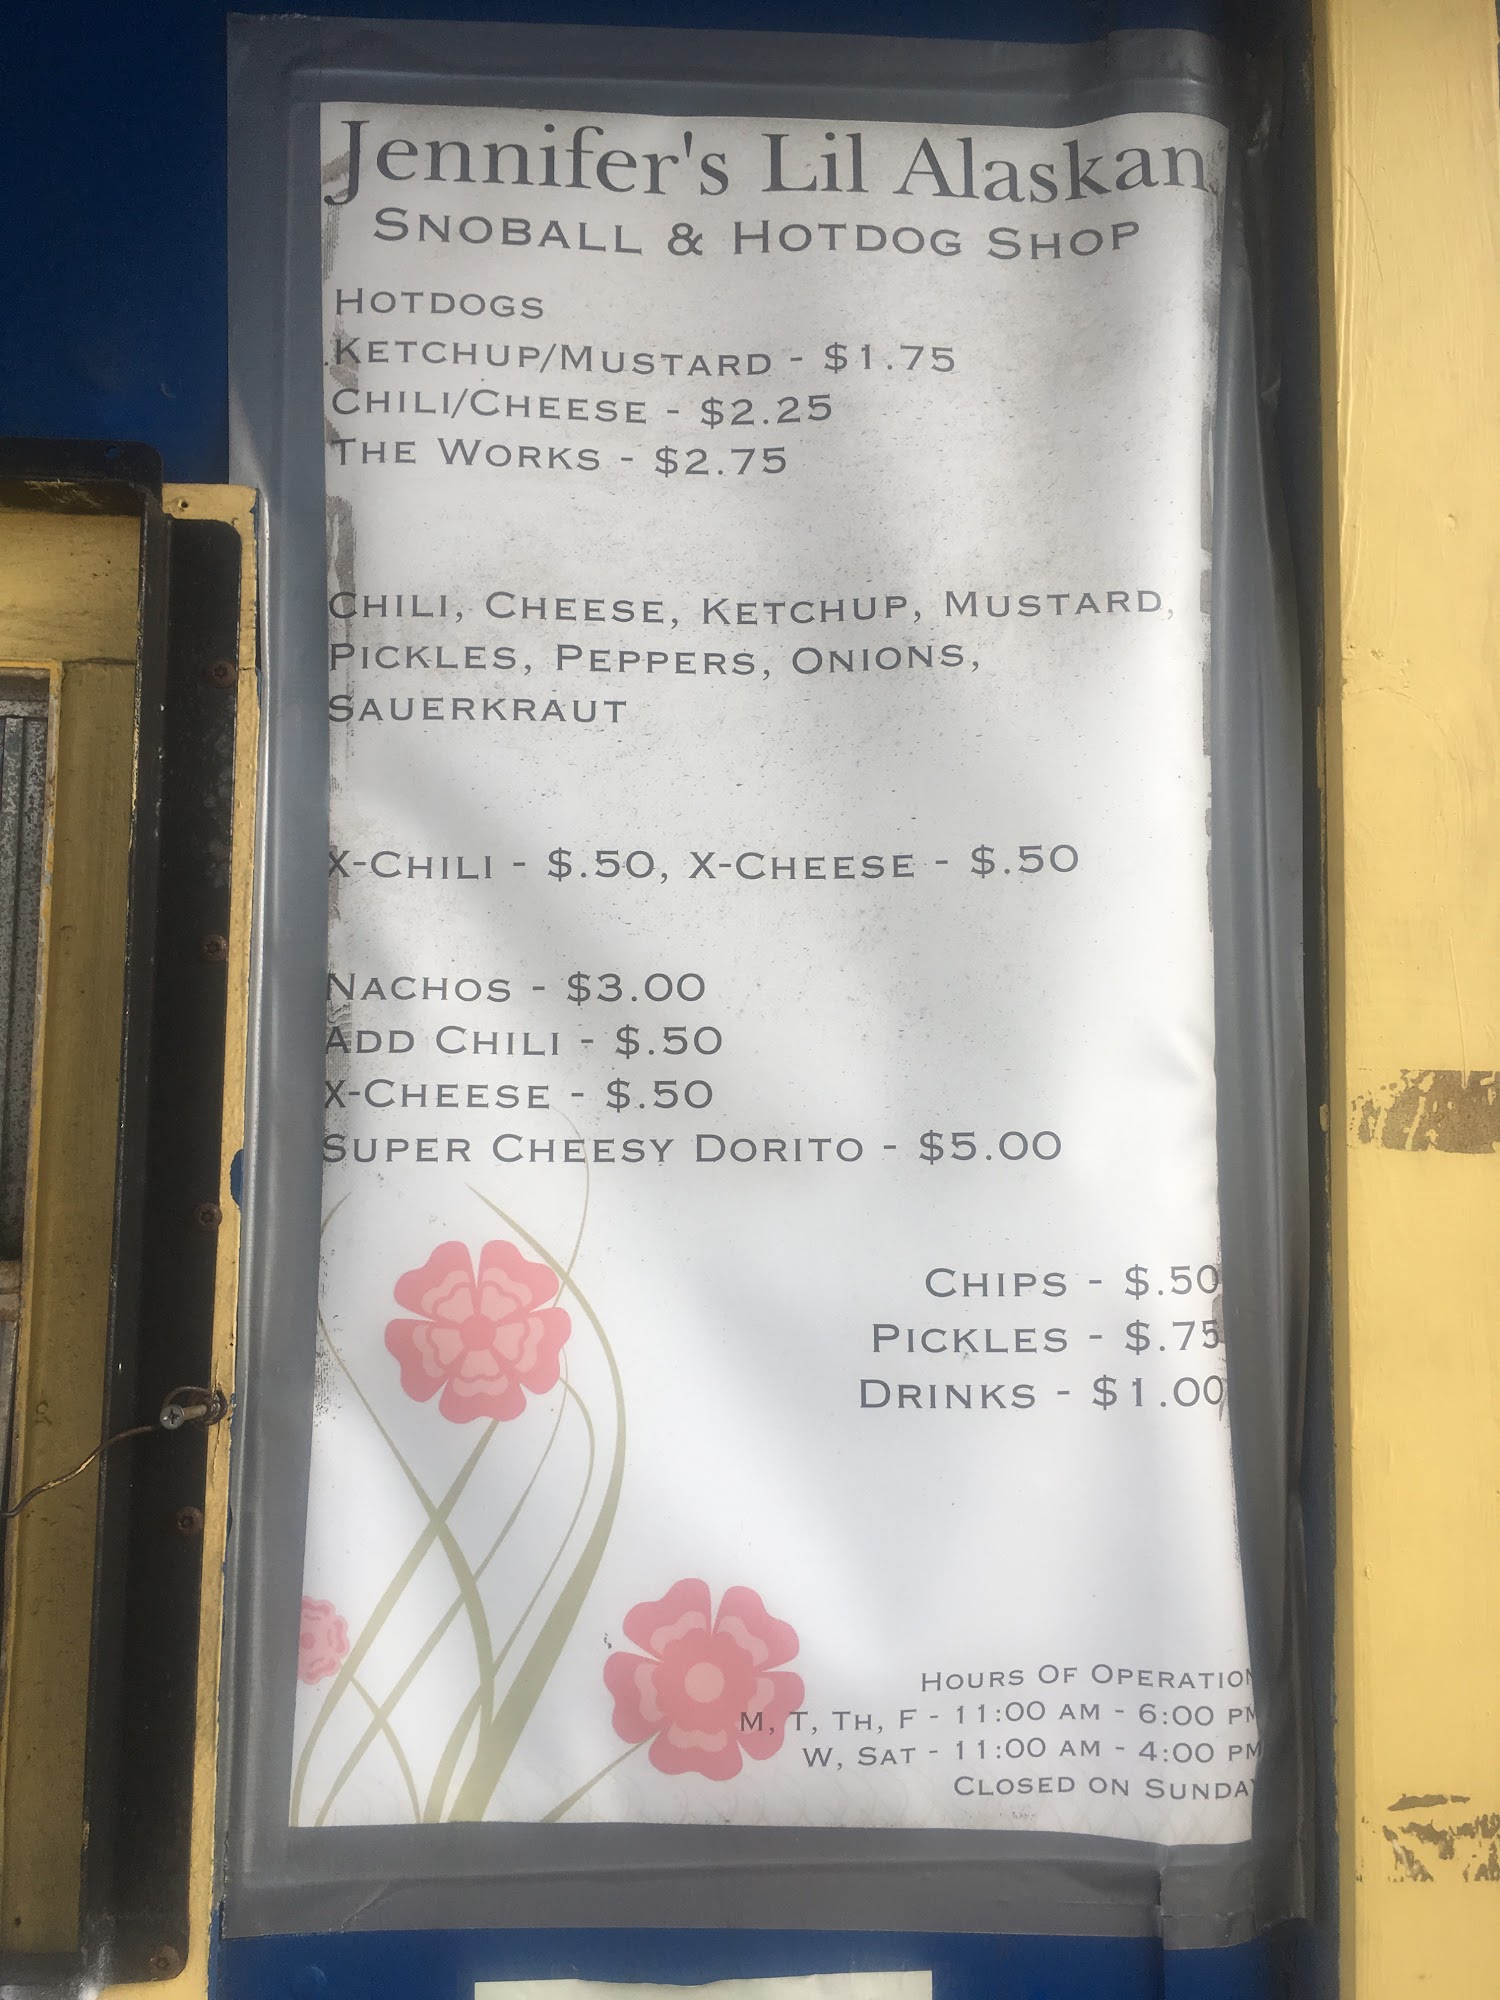 Jennifer's Lil Alaskan
Snoball & Hotdog Shop
Hotdogs
Ketchup/Mustard - $1.75
Chili/Cheese - $2.25
The Works - $2.75
Chili, Cheese, Ketchup, Mustard,
Pickles, Peppers, Onions,
Sauerkraut
X-Chili - $.50, X-Cheese - $.50
Nachos - $3.00
Add Chili - $.50
X-Cheese - $.50
Super Cheesy Dorito - $5.00
Chips - $.50
Pickles - $.75
Drinks - $1.00
Hours Of Operation
M, T, Th, F - 11:00 am - 6:00 pm
W, Sat - 11:00 am - 4:00 pm
Closed on Sunday